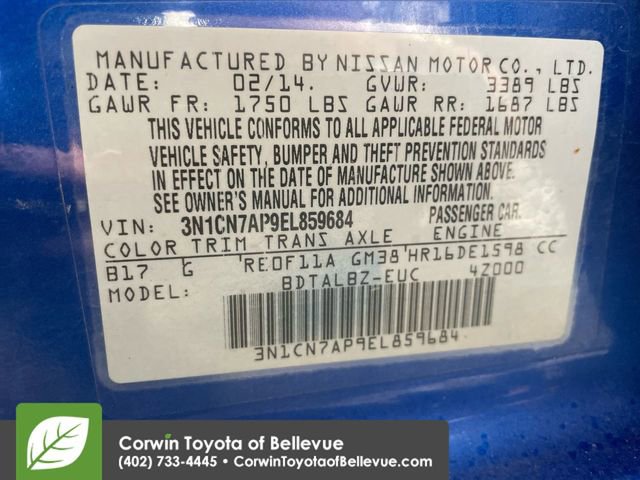 MANUFACTURED BY NISSAN MOTOR CO., LTD.
DATE: 02/14. GVWR: 3389 LBS
GAWR FR: 1750 LBS GAWR RR: 1687 LBS
THIS VEHICLE CONFORMS TO ALL APPLICABLE FEDERAL MOTOR
VEHICLE SAFETY, BUMPER AND THEFT PREVENTION STANDARDS
IN EFFECT ON THE DATE OF MANUFACTURE SHOWN ABOVE.
SEE OWNER'S MANUAL FOR ADDITIONAL INFORMATION.
VIN: 3N1CN7AP9EL859684 PASSENGER CAR.
COLOR TRIM TRANS AXLE ENGINE
B17 G RE0F11A GM38 HR16DE1598 CC
MODEL: BDTALBZ-EUC 4Z000
3N1CN7AP9EL859684
Corwin Toyota of Bellevue
(402) 733-4445 • CorwinToyotaofBellevue.com